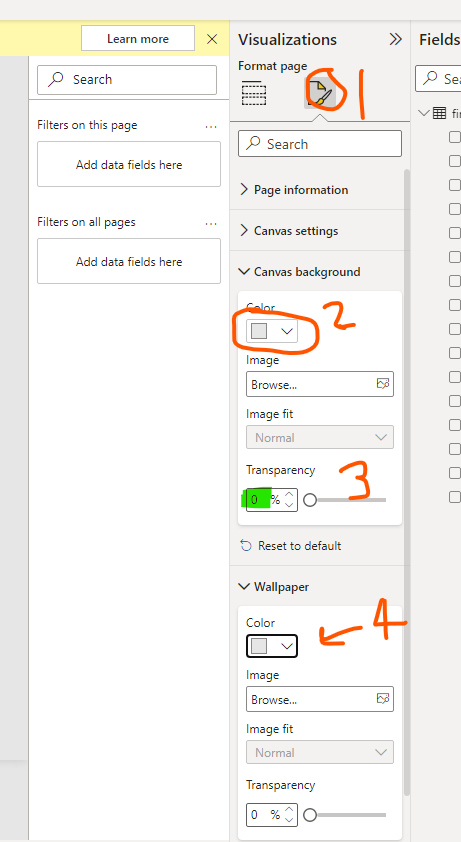 Learn more
Visualizations
Fields
Format page
1
Search
Search
Se
fi
Filters on this page
...
Add data fields here
Filters on all pages
...
Add data fields here
Page information
Canvas settings
Canvas background
Color
2
Image
Browse...
Image fit
Normal
Transparency
3
0 %
Reset to default
Wallpaper
Color
4
Image
Browse...
Image fit
Normal
Transparency
0 %